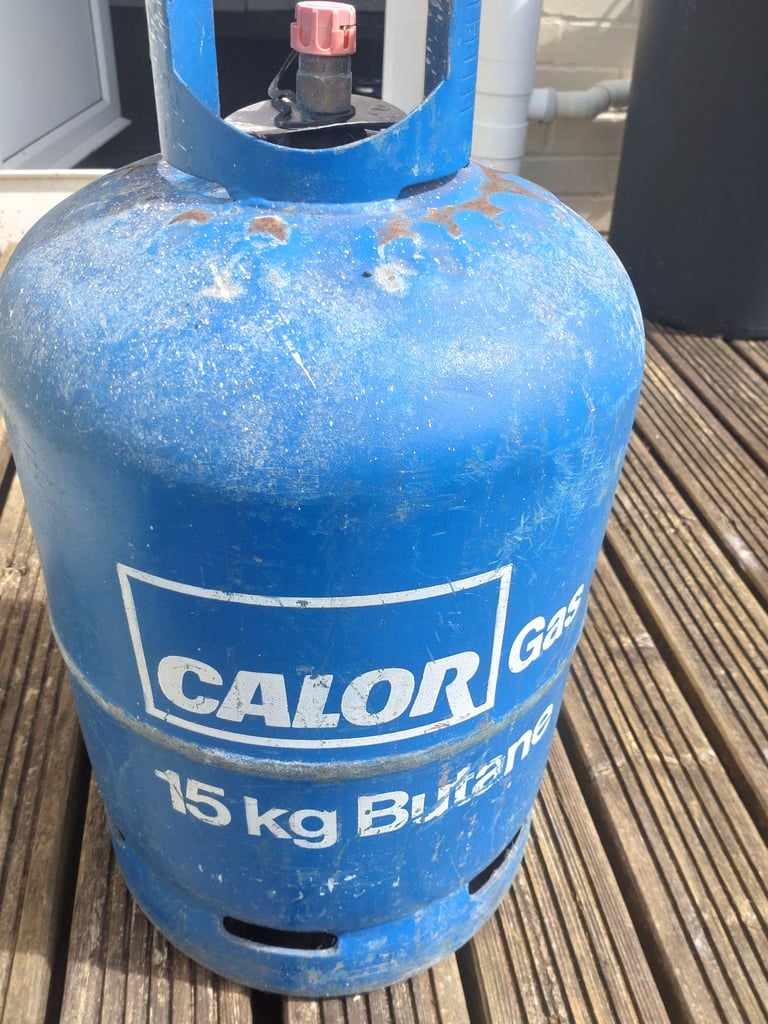 CALOR Gas
15 kg Butane